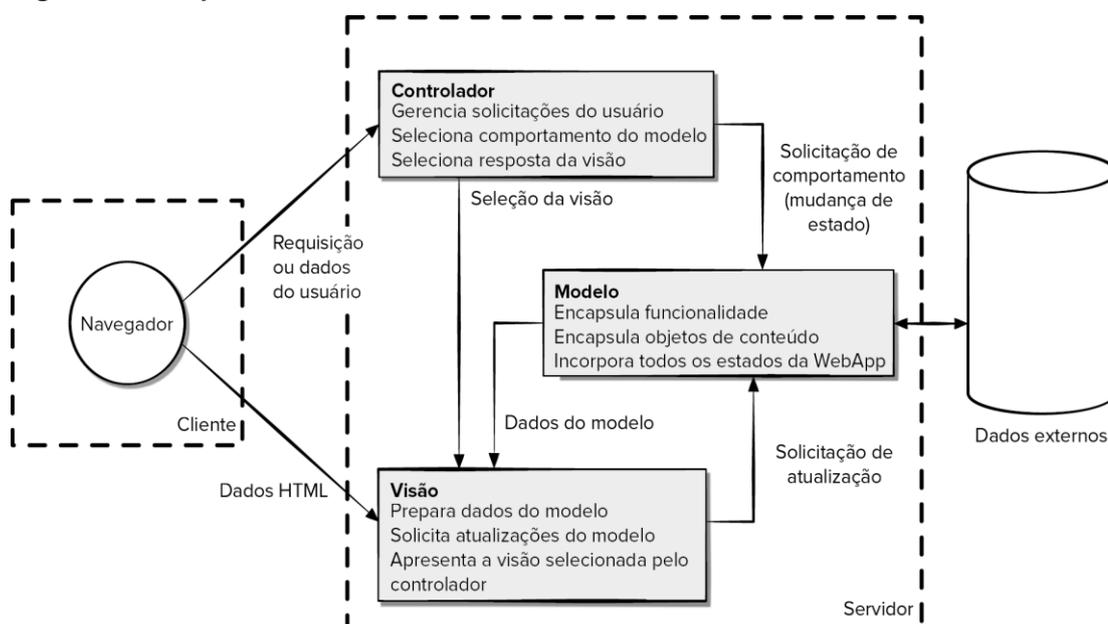 Controlador
Gerencia solicitações do usuário
Seleciona comportamento do modelo
Seleciona resposta da visão
Solicitação de
comportamento
(mudança de
estado)
Seleção da visão
Requisição
ou dados
do usuário
Navegador
Cliente
Modelo
Encapsula funcionalidade
Encapsula objetos de conteúdo
Incorpora todos os estados da WebApp
Dados externos
Dados do modelo
Solicitação de
atualização
Dados HTML
Visão
Prepara dados do modelo
Solicita atualizações do modelo
Apresenta a visão selecionada pelo
controlador
Servidor